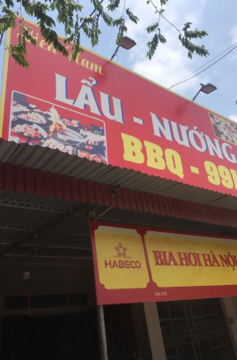 LẨU - NƯỚNG
BBQ - 99
HABECO
BIA HƠI HÀ NỘI